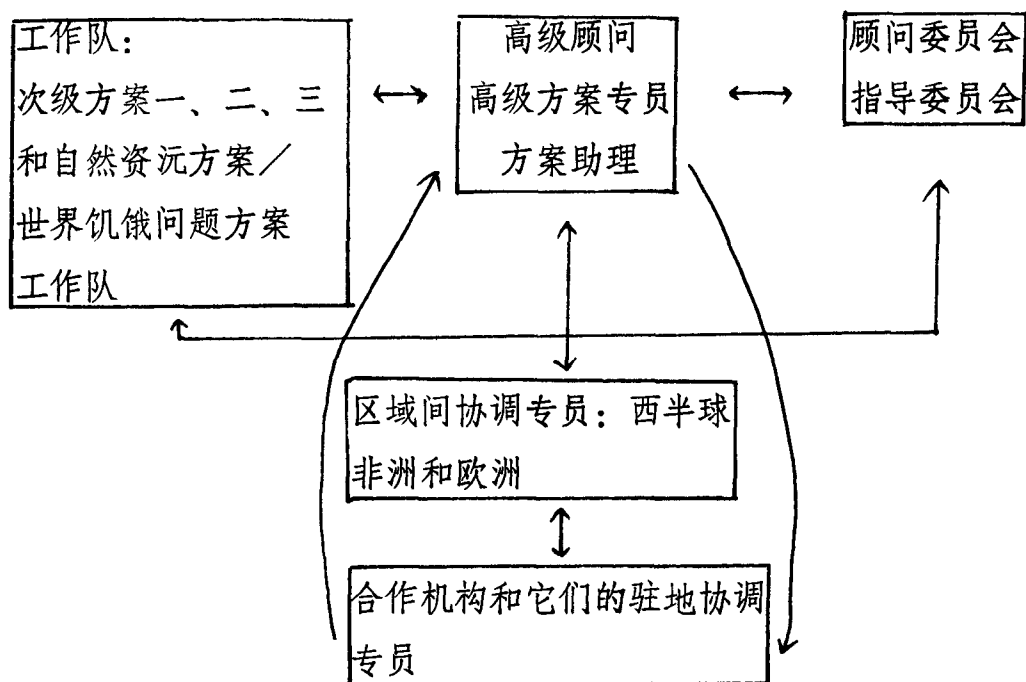 工作队：
次级方案一、二、三
和自然资沅方案／
世界饥饿问题方案
工作队
高级顾问
高级方案专员
方案助理
顾问委员会
指导委员会
区域间协调专员：西半球
非洲和欧洲
合作机构和它们的驻地协调
专员